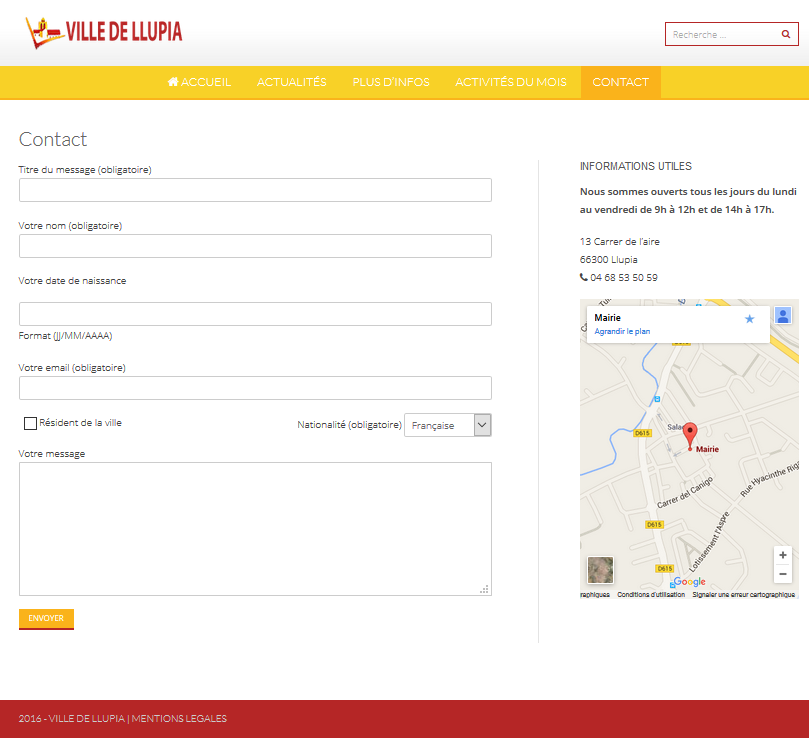 VILLE DE LLUPIA
Recherche ...
ACCUEIL
ACTUALITÉS
PLUS D'INFOS
ACTIVITÉS DU MOIS
CONTACT
Contact
Titre du message (obligatoire)
Votre nom (obligatoire)
Votre date de naissance
Format (JJ/MM/AAAA)
Votre email (obligatoire)
Résident de la ville
Nationalité (obligatoire)
Française
Votre message
ENVOYER
INFORMATIONS UTILES
Nous sommes ouverts tous les jours du lundi
au vendredi de 9h à 12h et de 14h à 17h.
13 Carrer de l'aire
66300 Llupia
04 68 53 50 59
Mairie
Agrandir le plan
D615
Mairie
Carrer del Canigo
Rue Hyacinthe Rig
D615
Lotissement l'Aspre
D615
+
−
Google
graphiques
Conditions d'utilisation
Signaler une erreur cartographique
2016 - VILLE DE LLUPIA | MENTIONS LEGALES